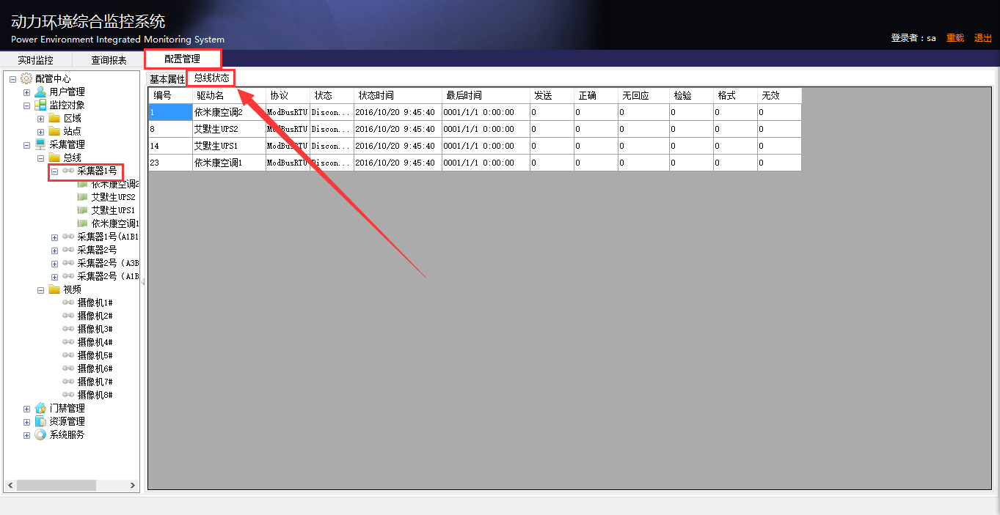 动力环境综合监控系统
Power Environment Integrated Monitoring System
登录者：sa 重载 退出
实时监控 查询报表 配置管理
配管中心
用户管理
监控对象
区域
站点
采集管理
总线
采集器1号
依米康空调2
艾默生UPS2
艾默生UPS1
依米康空调1
采集器1号(A1B1
采集器2号
采集器2号（A3B
采集器2号（A1B
视频
摄像机1#
摄像机2#
摄像机3#
摄像机4#
摄像机5#
摄像机6#
摄像机7#
摄像机8#
门禁管理
资源管理
系统服务
基本属性 总线状态
编号 驱动名 协议 状态 状态时间 最后时间 发送 正确 无回应 检验 格式 无效
1 依米康空调2 ModBusRTU Discon... 2016/10/20 9:45:40 0001/1/1 0:00:00 0 0 0 0 0 0
8 艾默生UPS2 ModBusRTU Discon... 2016/10/20 9:45:40 0001/1/1 0:00:00 0 0 0 0 0 0
14 艾默生UPS1 ModBusRTU Discon... 2016/10/20 9:45:40 0001/1/1 0:00:00 0 0 0 0 0 0
23 依米康空调1 ModBusRTU Discon... 2016/10/20 9:45:40 0001/1/1 0:00:00 0 0 0 0 0 0